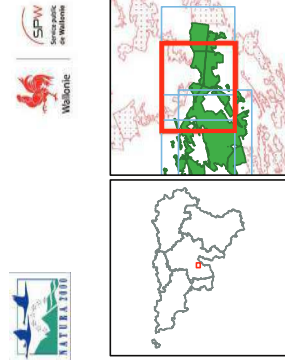 SPW
Service public
de Wallonie
Wallonie
NATURA 2000